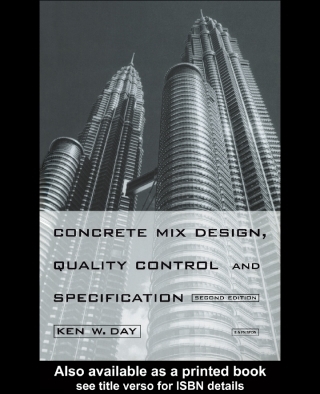 CONCRETE MIX DESIGN,
QUALITY CONTROL AND
SPECIFICATION SECOND EDITION
KEN W. DAY
Also available as a printed book
see title verso for ISBN details